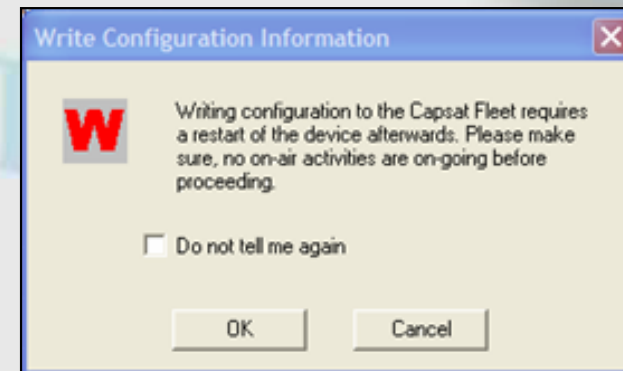 Write Configuration Information
W
Writing configuration to the Capsat Fleet requires
a restart of the device afterwards. Please make
sure, no on-air activities are on-going before
proceeding.
Do not tell me again
OK Cancel